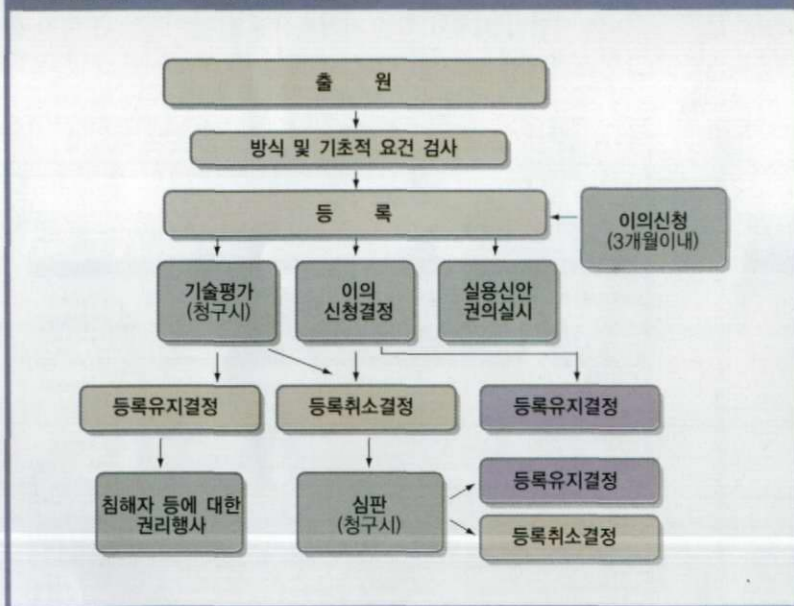 출 원
방식 및 기초적 요건 검사
등 록
이의신청
(3개월이내)
기술평가
(청구시)
이의
신청결정
실용신안
권의실시
등록유지결정
등록취소결정
등록유지결정
침해자 등에 대한
권리행사
심판
(청구시)
등록유지결정
등록취소결정